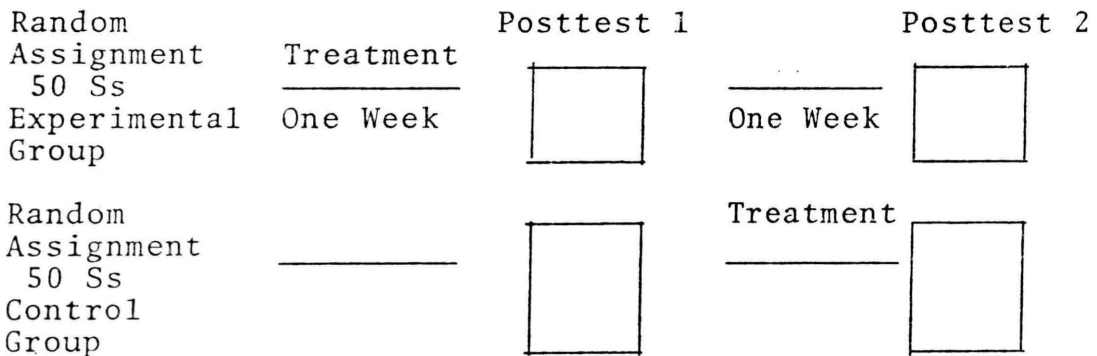 Random Posttest 1 Posttest 2
Assignment Treatment
50 Ss
Experimental One Week One Week
Group
Random Treatment
Assignment
50 Ss
Control
Group